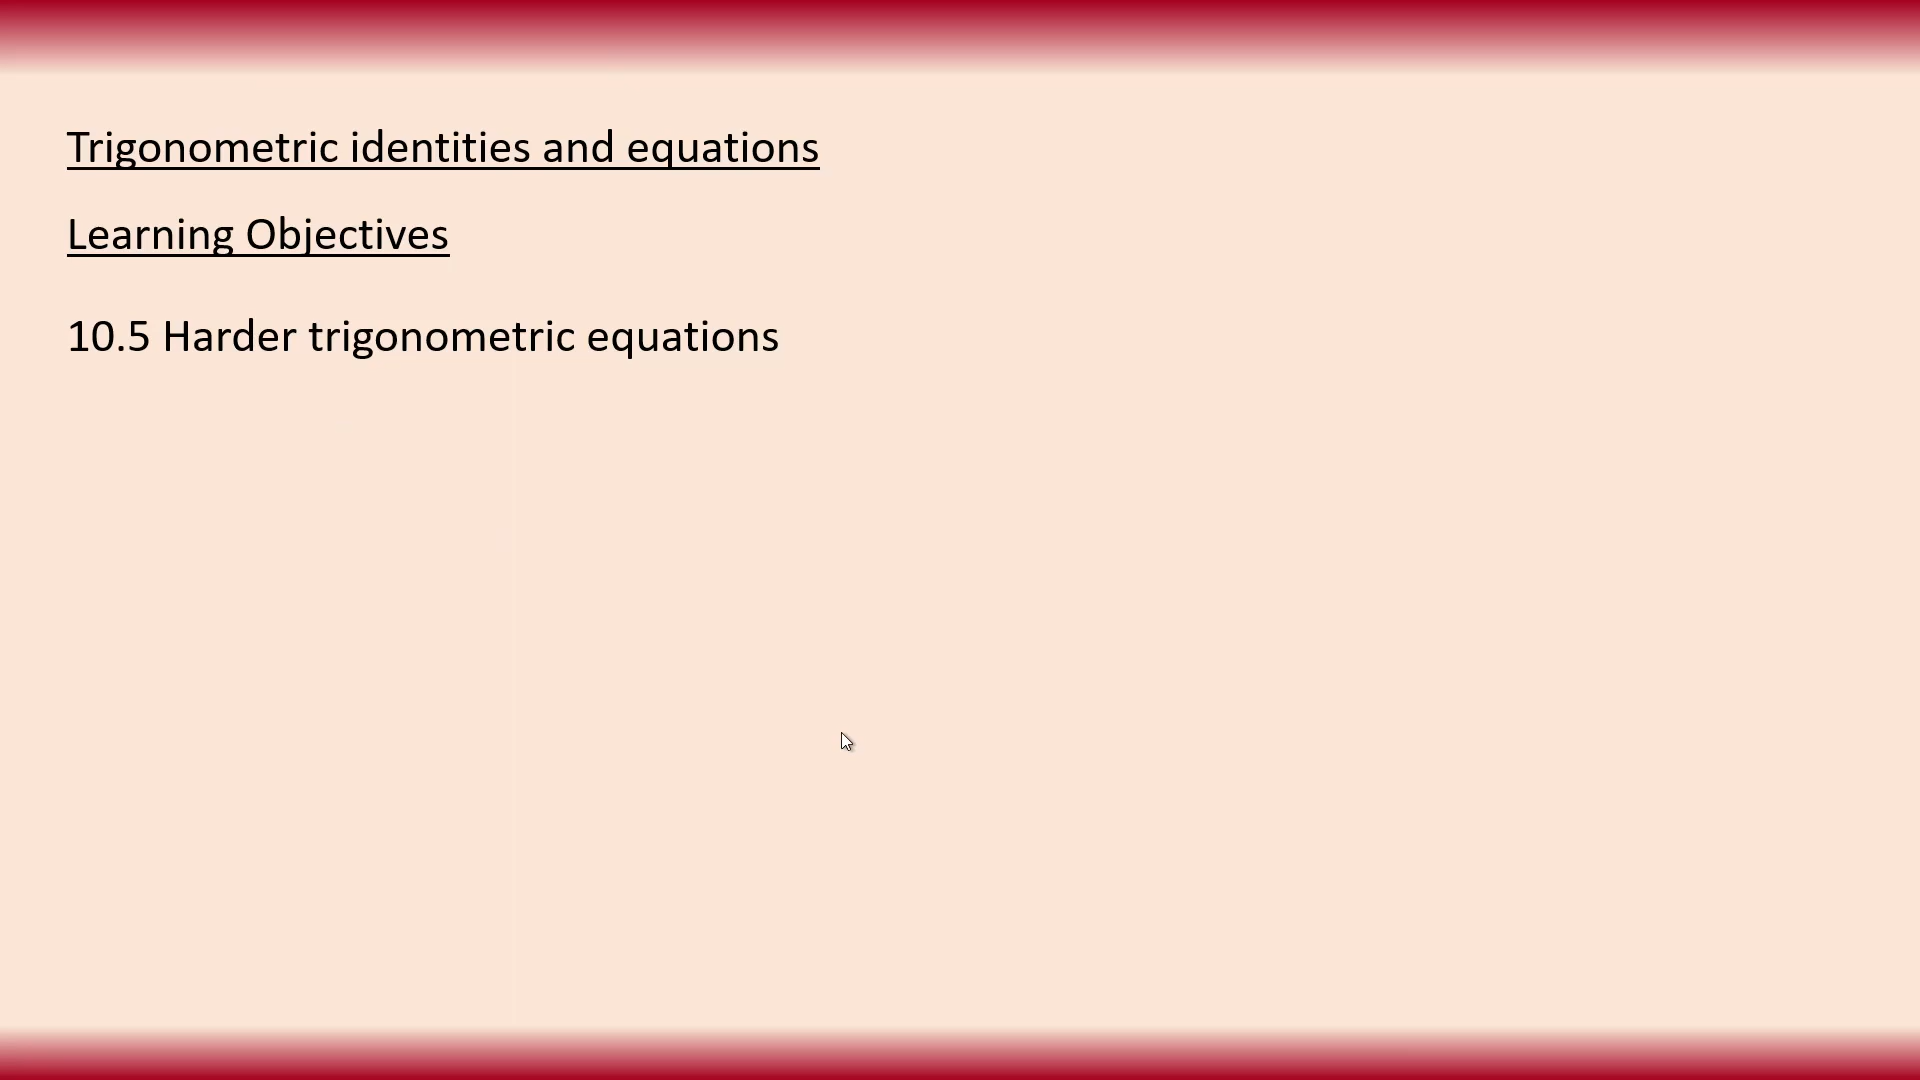 Trigonometric identities and equations
Learning Objectives
10.5 Harder trigonometric equations